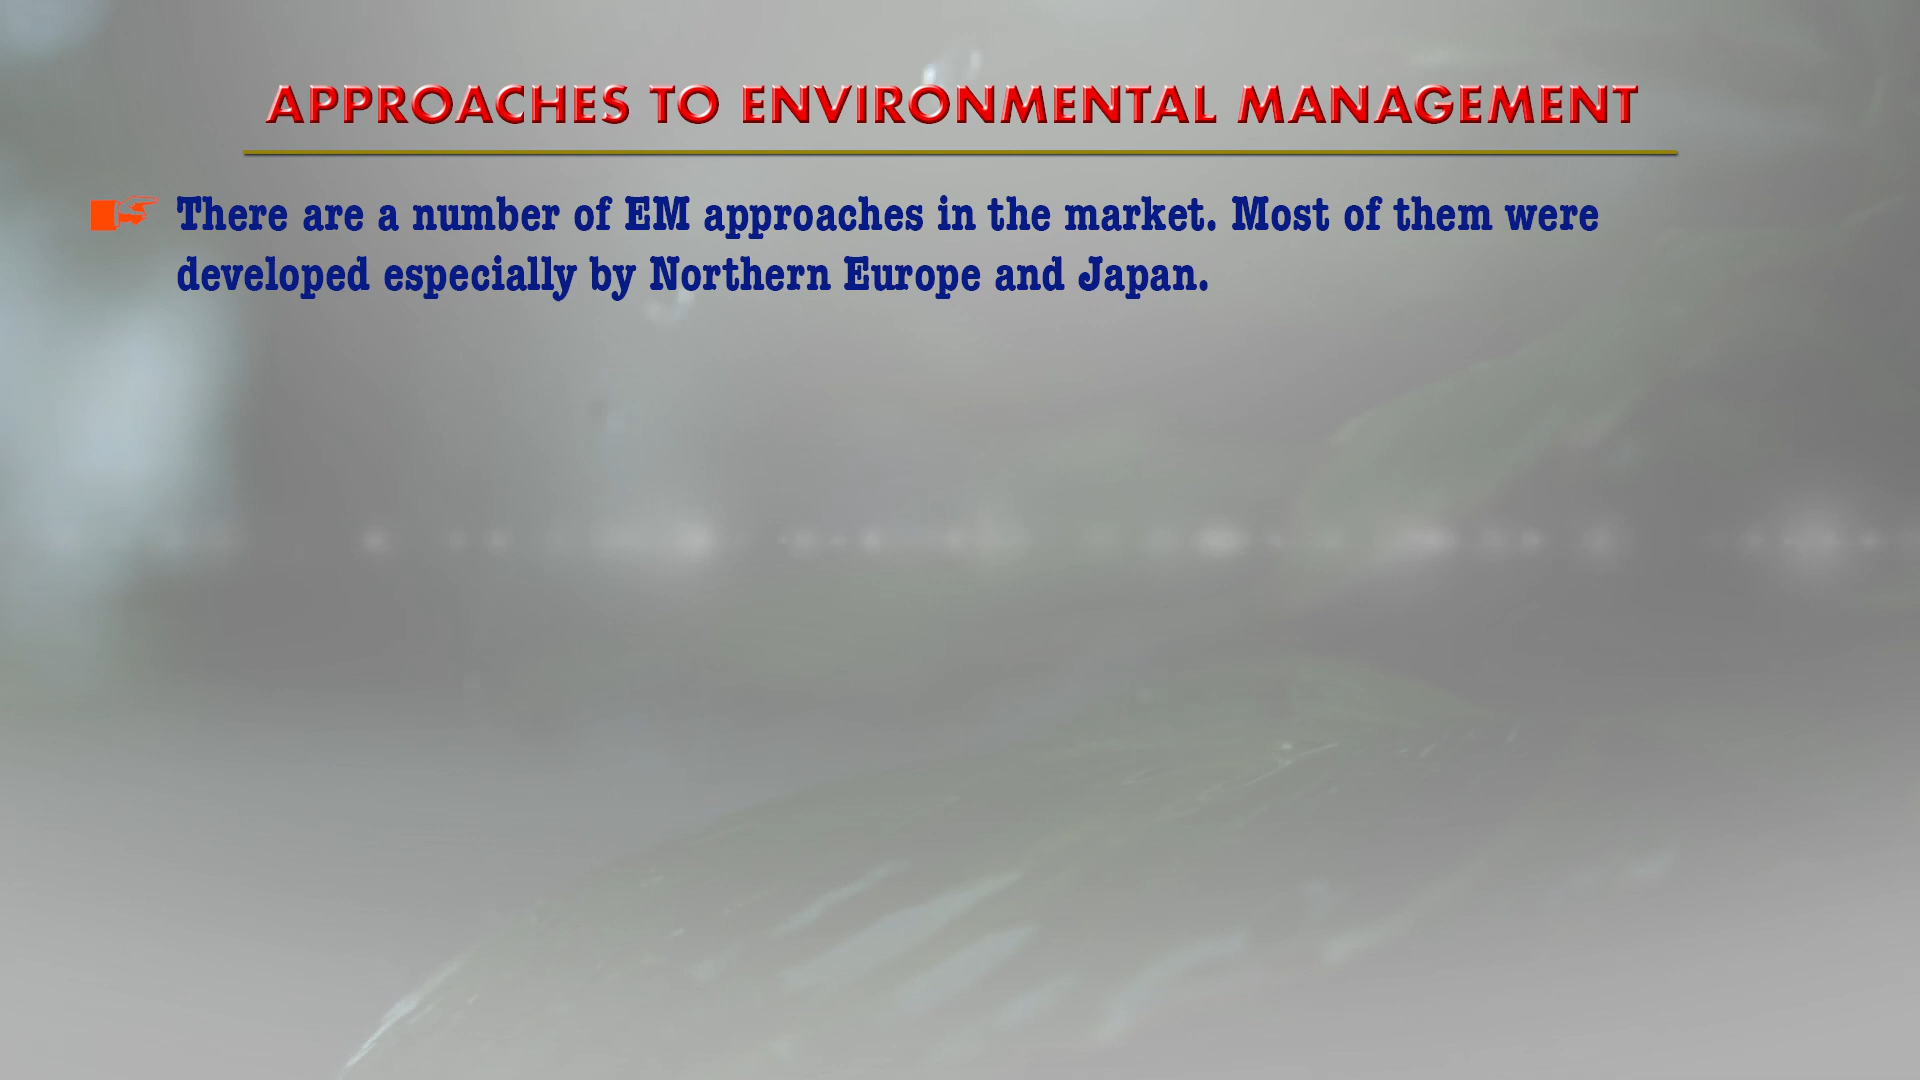 APPROACHES TO ENVIRONMENTAL MANAGEMENT
There are a number of EM approaches in the market. Most of them were
developed especially by Northern Europe and Japan.